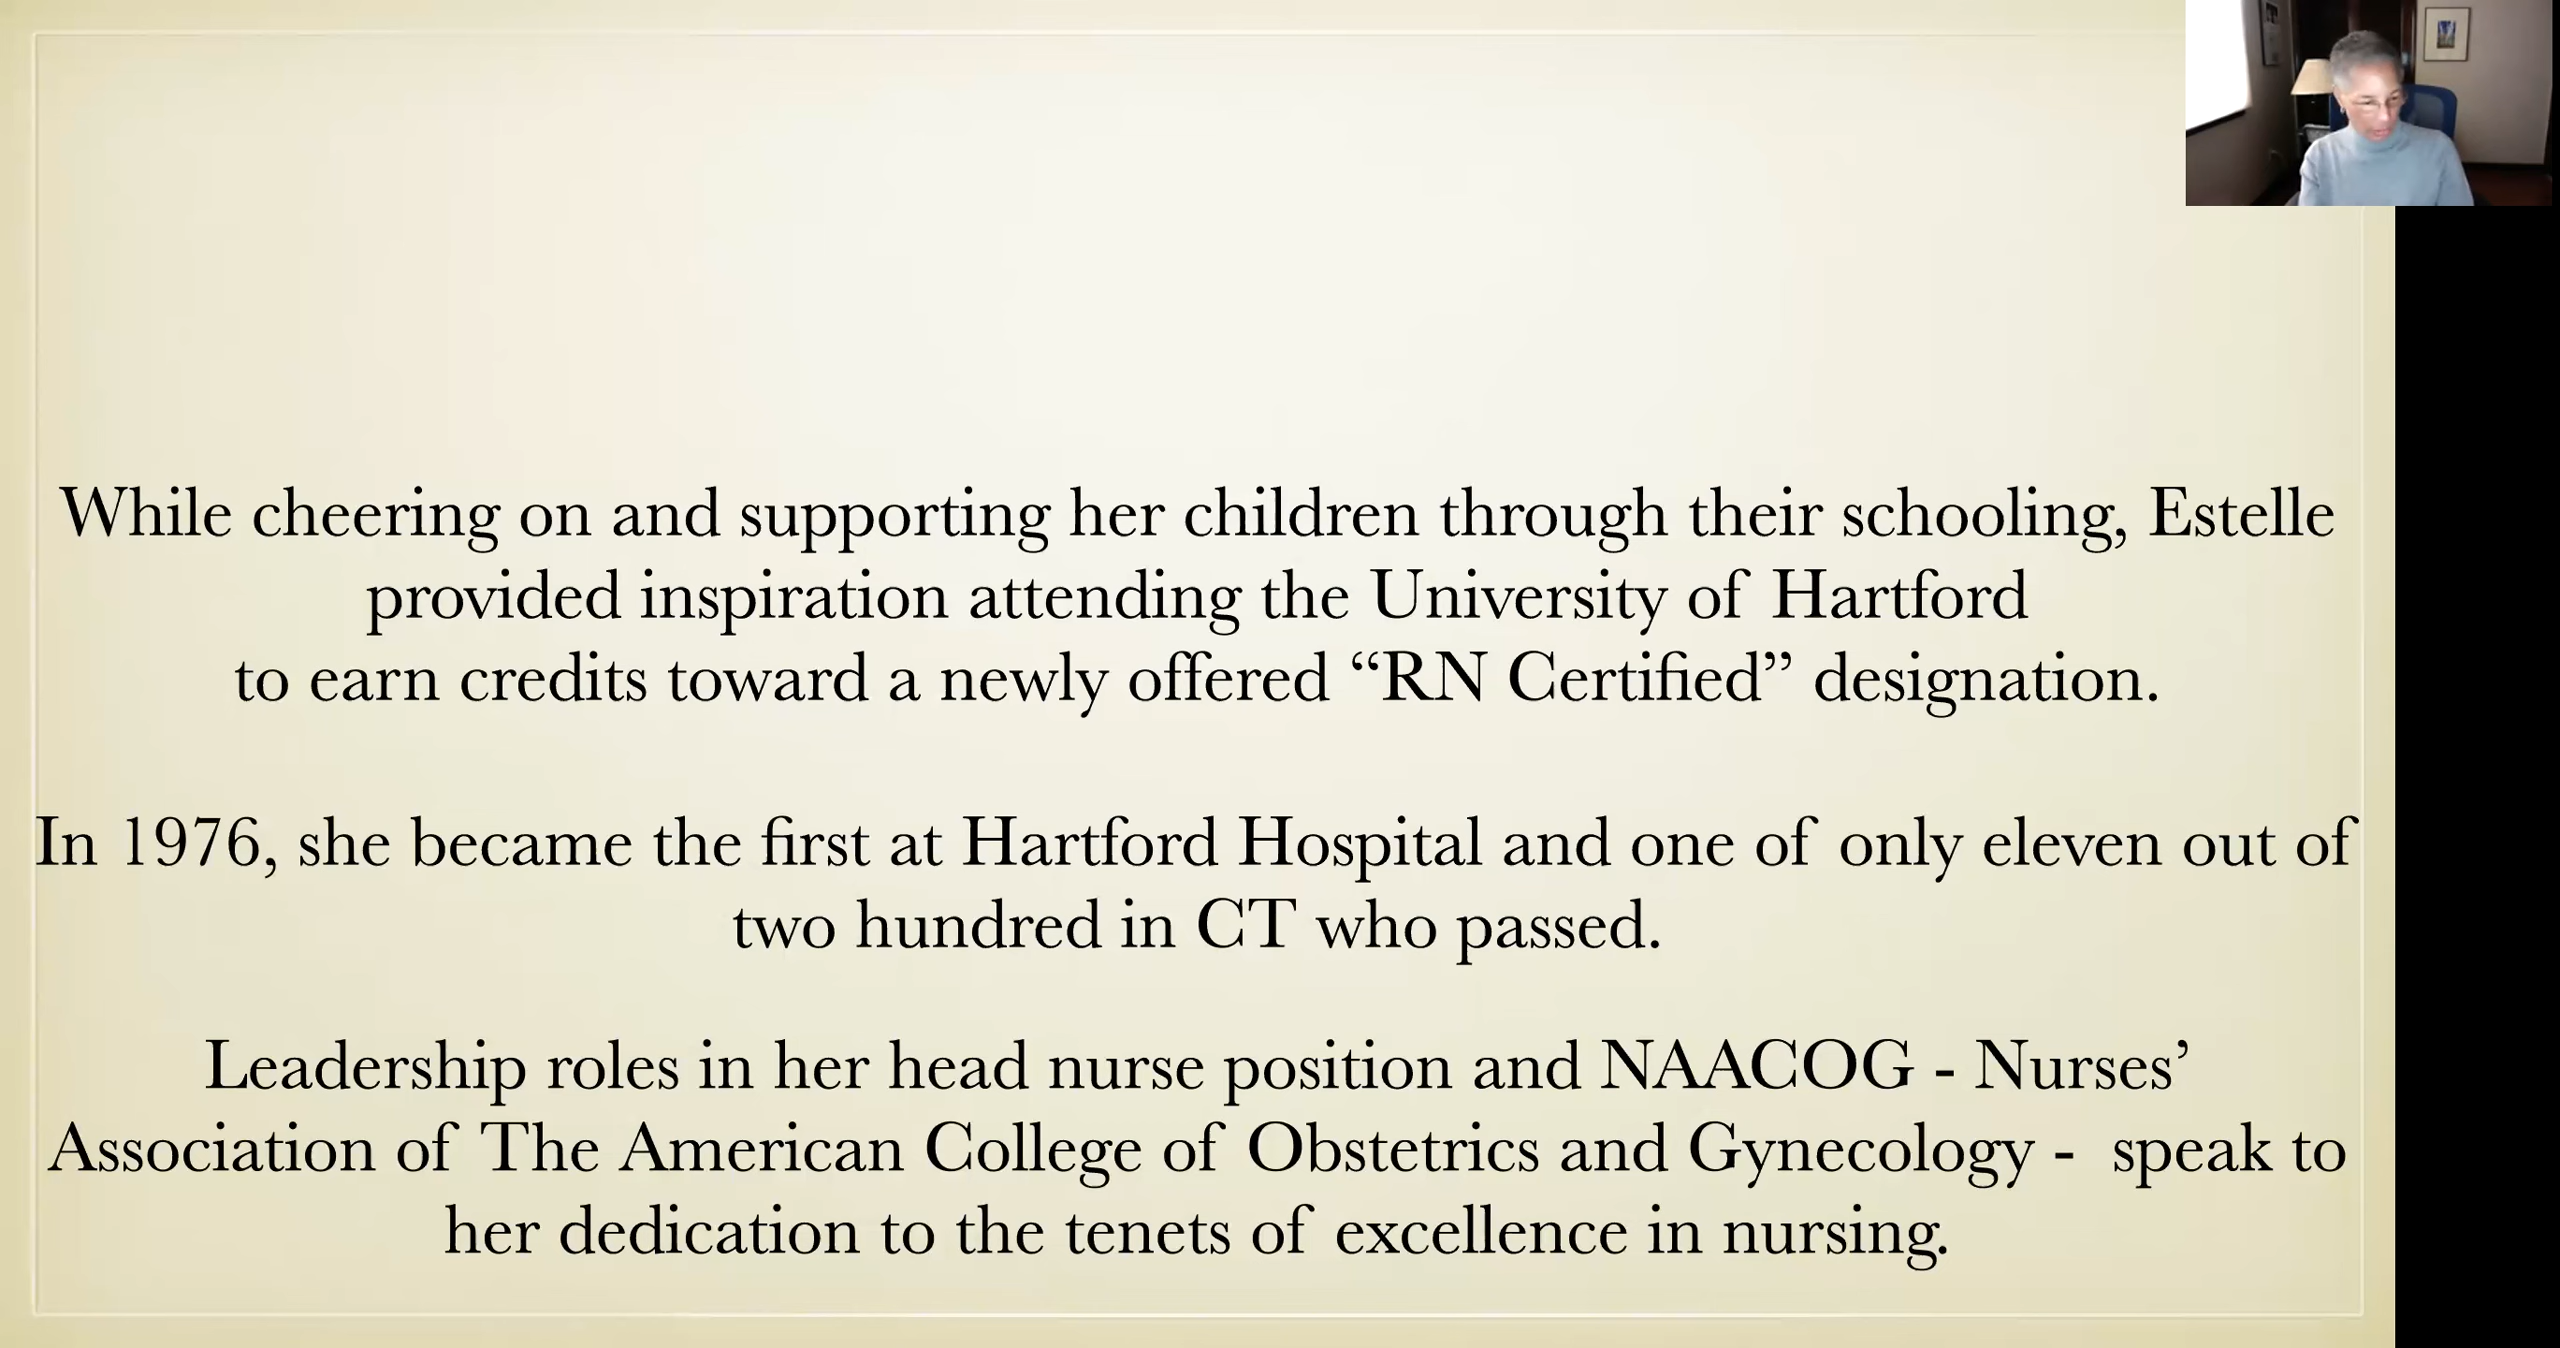 While cheering on and supporting her children through their schooling, Estelle
provided inspiration attending the University of Hartford
to earn credits toward a newly offered “RN Certified” designation.
In 1976, she became the first at Hartford Hospital and one of only eleven out of
two hundred in CT who passed.
Leadership roles in her head nurse position and NAACOG - Nurses’
Association of The American College of Obstetrics and Gynecology - speak to
her dedication to the tenets of excellence in nursing.